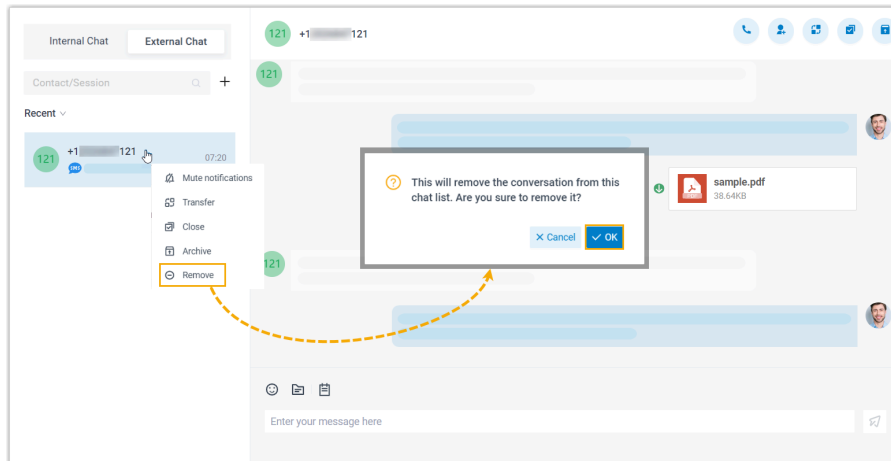 Internal Chat
External Chat
Contact/Session
Recent
121
+1 121
07:20
SMS
Mute notifications
Transfer
Close
Archive
Remove
121
+1 121
121
This will remove the conversation from this
chat list. Are you sure to remove it?
Cancel
OK
sample.pdf
38.64KB
121
Enter your message here